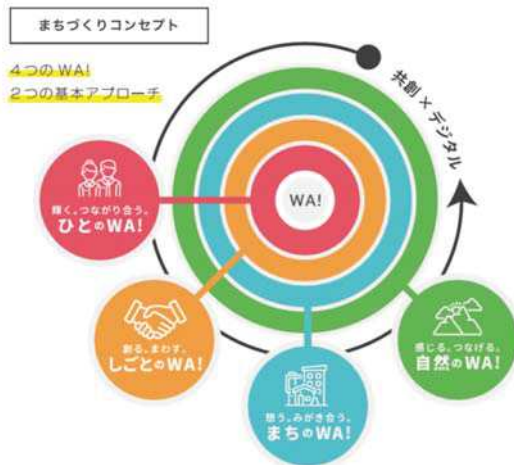 まちづくりコンセプト
4つのWA!
2つの基本アプローチ
共創×デジタル
WA!
輝く、つながり合う。
ひとのWA!
創る、まわす。
しごとのWA!
想う、みがき合う。
まちのWA!
感じる、つなげる。
自然のWA!